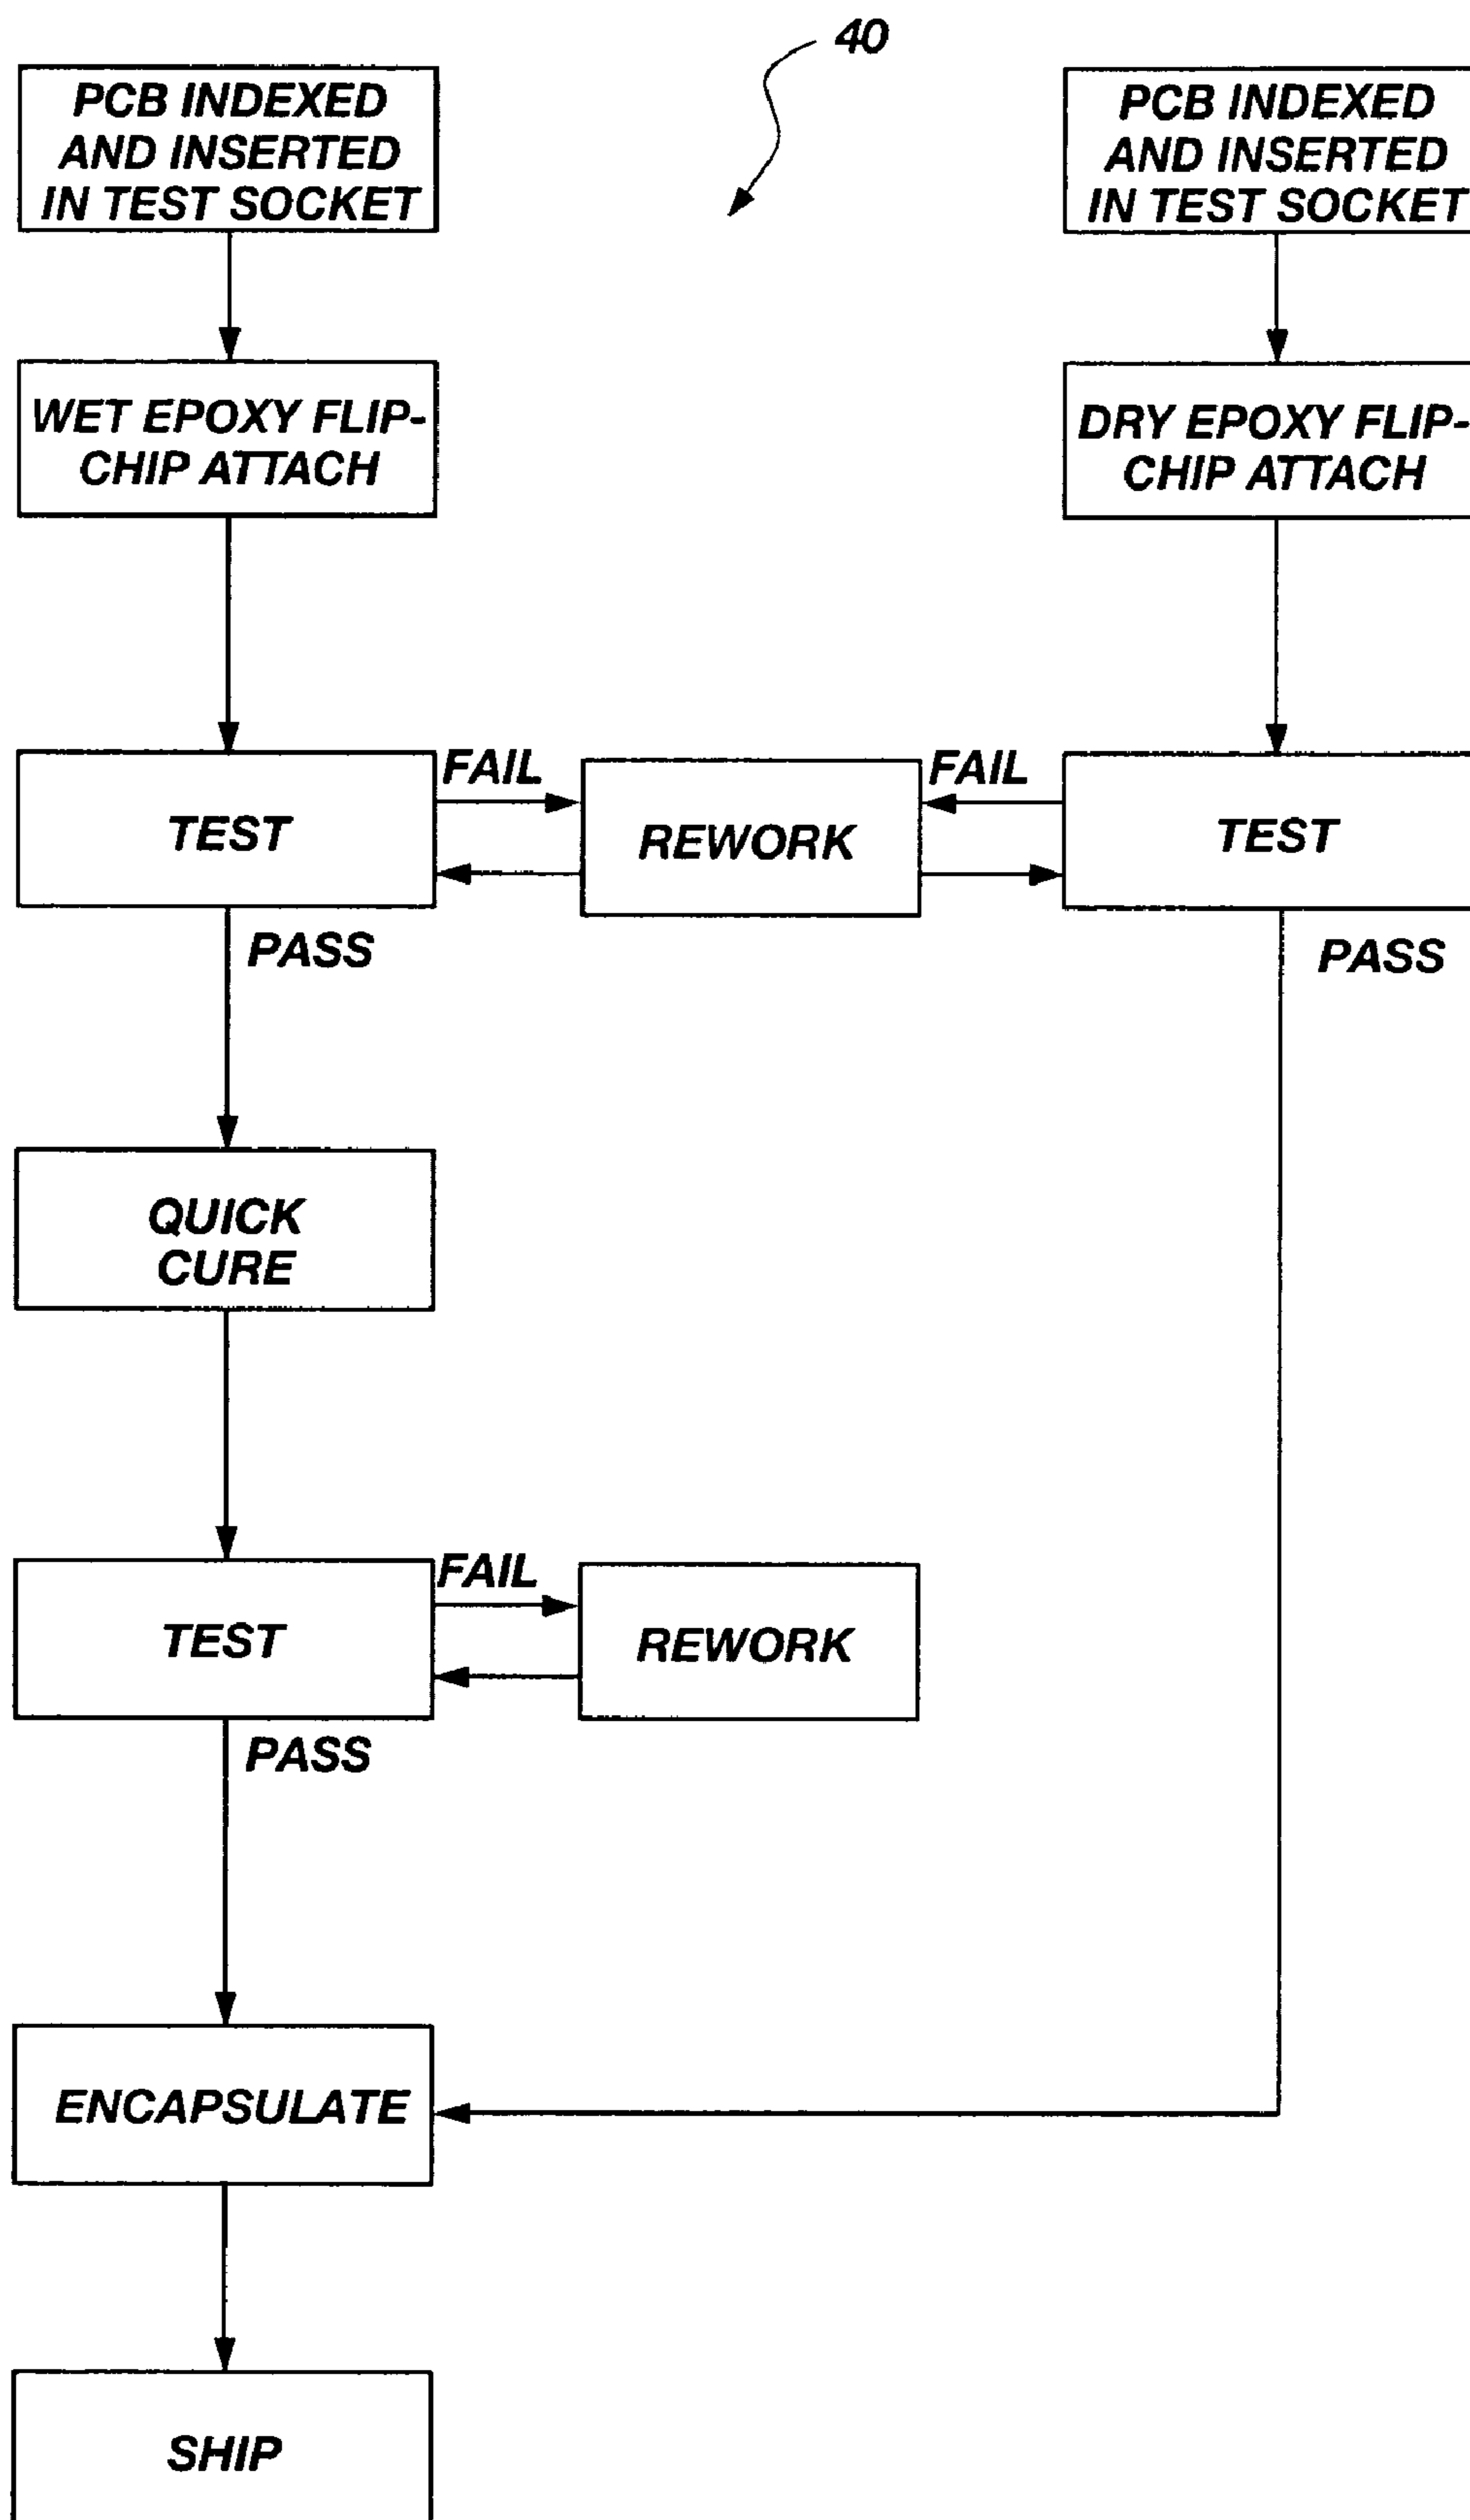 40
PCB INDEXED
AND INSERTED
IN TEST SOCKET
PCB INDEXED
AND INSERTED
IN TEST SOCKET
WET EPOXY FLIP-
CHIP ATTACH
DRY EPOXY FLIP-
CHIP ATTACH
TEST
FAIL
REWORK
FAIL
TEST
PASS
PASS
QUICK
CURE
TEST
FAIL
REWORK
PASS
ENCAPSULATE
SHIP